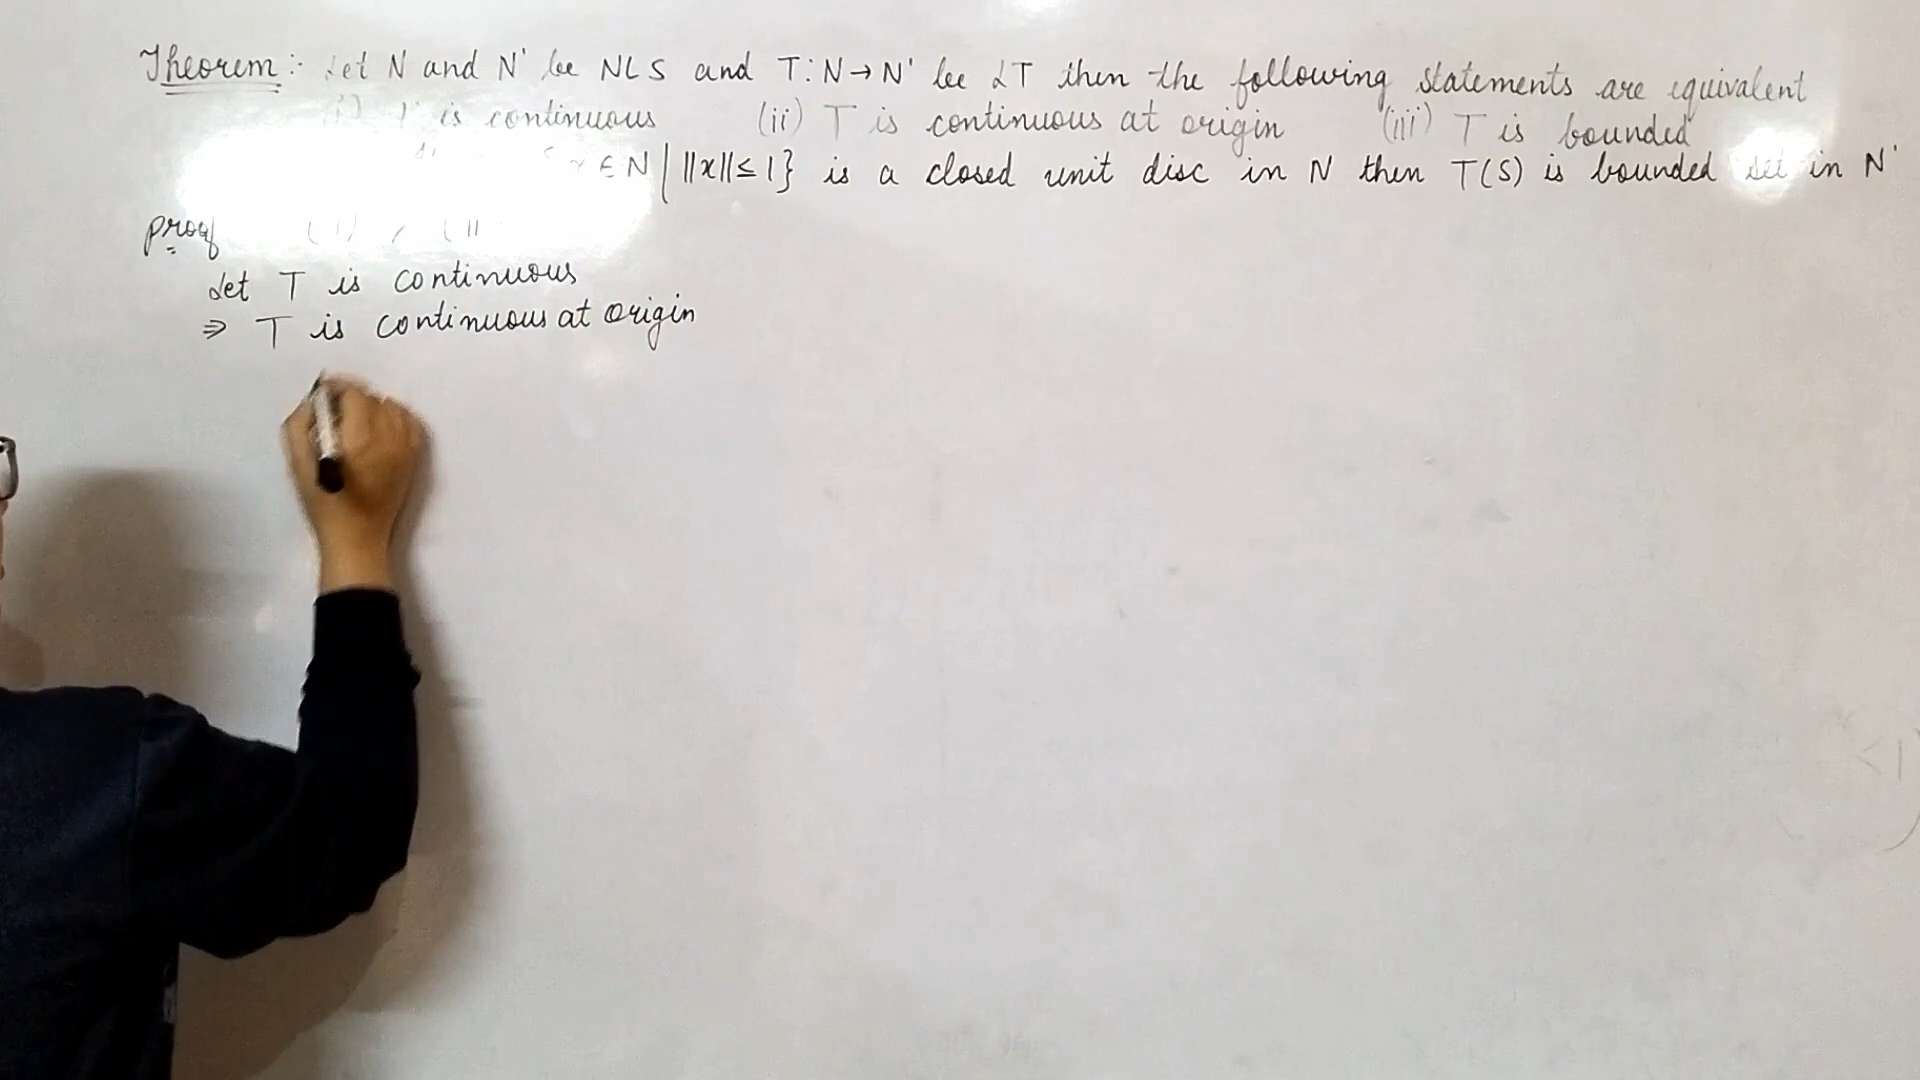 Theorem :- Let N and N' be NLS and T : N → N' be LT then the following statements are equivalent
(i) T is continuous (ii) T is continuous at origin (iii) T is bounded
∈ N | ||x|| ≤ 1} is a closed unit disc in N then T(S) is bounded set in N'
Proof
Let T is continuous
⇒ T is continuous at origin